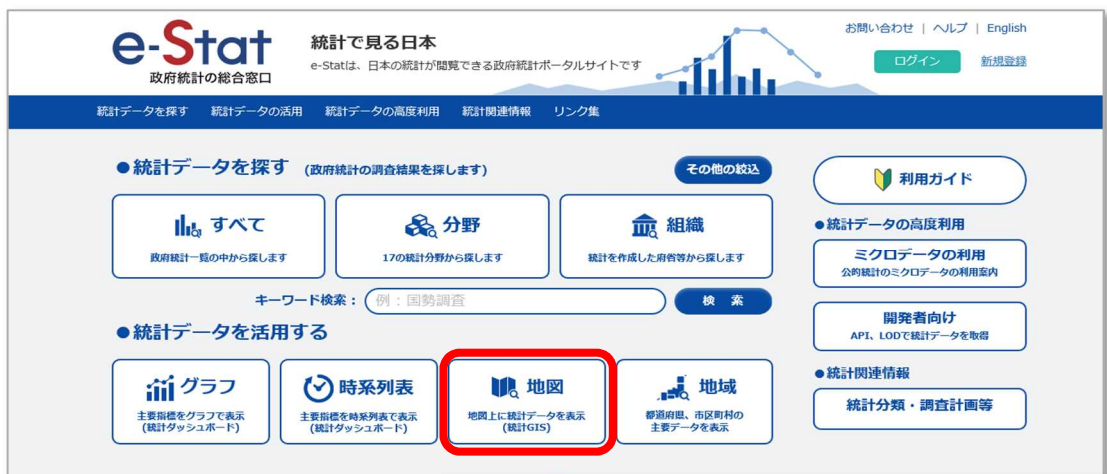 e-Stat
政府統計の総合窓口
統計で見る日本
e-Statは、日本の統計が閲覧できる政府統計ポータルサイトです
お問い合わせ | ヘルプ | English
ログイン 新規登録
統計データを探す 統計データの活用 統計データの高度利用 統計関連情報 リンク集
●統計データを探す (政府統計の調査結果を探します) その他の絞込
すべて
政府統計一覧の中から探します
分野
17の統計分野から探します
組織
統計を作成した府省等から探します
キーワード検索: 例:国勢調査 検 索
●統計データを活用する
グラフ
主要指標をグラフで表示
(統計ダッシュボード)
時系列表
主要指標を時系列表で表示
(統計ダッシュボード)
地図
地図上に統計データを表示
(統計GIS)
地域
都道府県、市区町村の
主要データを表示
利用ガイド
●統計データの高度利用
ミクロデータの利用
公的統計のミクロデータの利用案内
開発者向け
API、LODで統計データを取得
●統計関連情報
統計分類・調査計画等